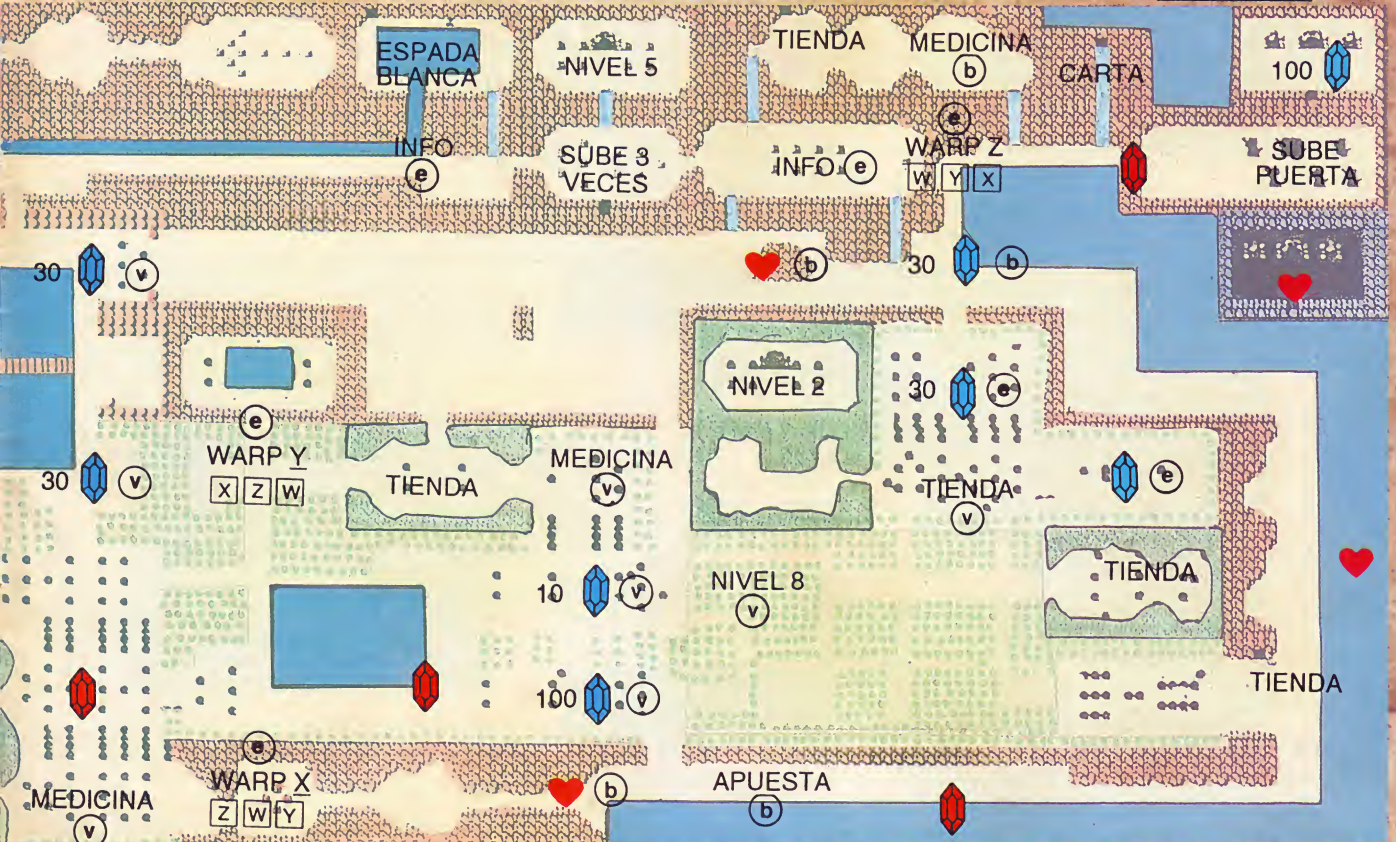 ESPADA
BLANCA
NIVEL 5
TIENDA
MEDICINA
b
CARTA
100
INFO
e
SUBE 3
VECES
INFO e
e
WARP Z
W Y X
SUBE
PUERTA
30 v
b
30 b
NIVEL 2
30 e
e
WARP Y
X Z W
30 v
TIENDA
MEDICINA
v
TIENDA
v
e
10 v
NIVEL 8
v
TIENDA
100 v
TIENDA
e
WARP X
Z W Y
MEDICINA
v
b
APUESTA
b